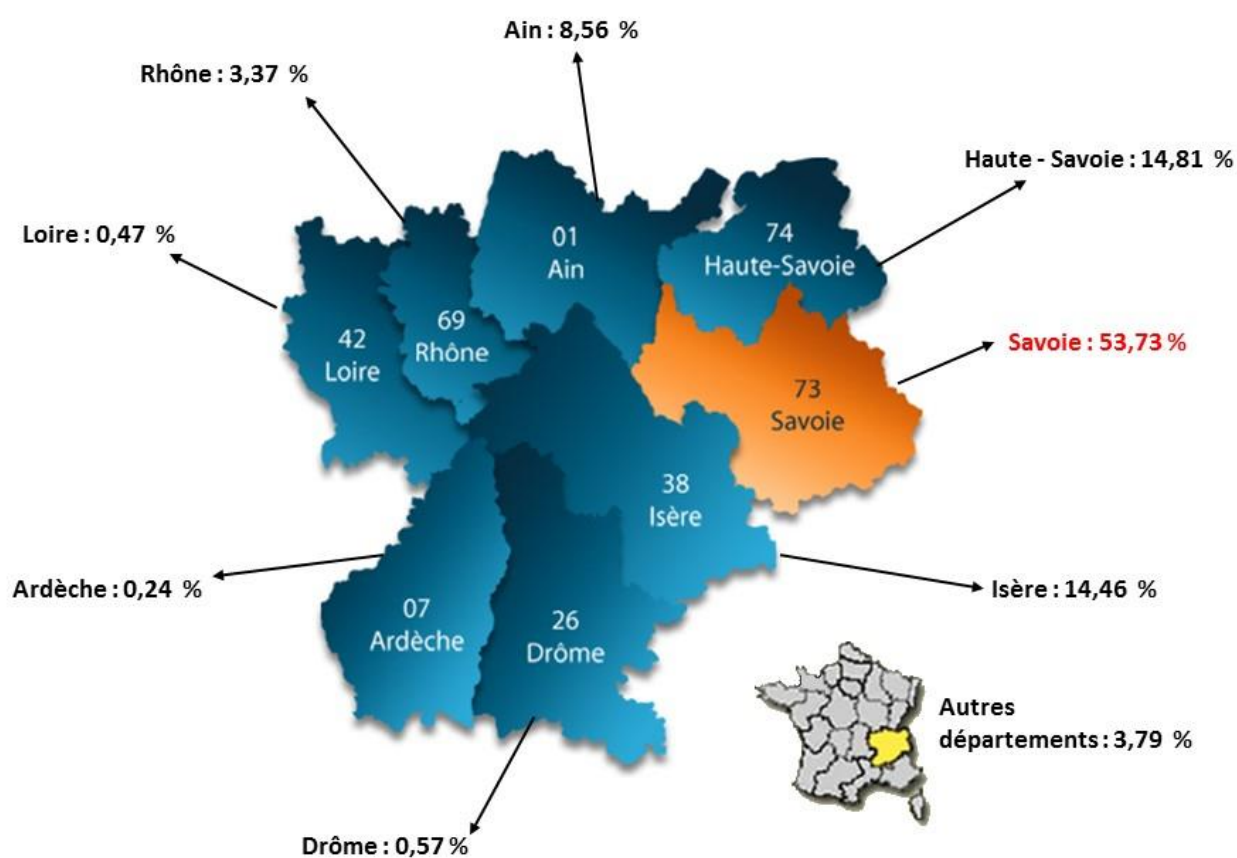 Ain : 8,56 %
Rhône : 3,37 %
Haute - Savoie : 14,81 %
Loire : 0,47 %
01
Ain
74
Haute-Savoie
69
Rhône
42
Loire
Savoie : 53,73 %
73
Savoie
38
Isère
Ardèche : 0,24 %
Isère : 14,46 %
07
Ardèche
26
Drôme
Autres
départements : 3,79 %
Drôme : 0,57 %